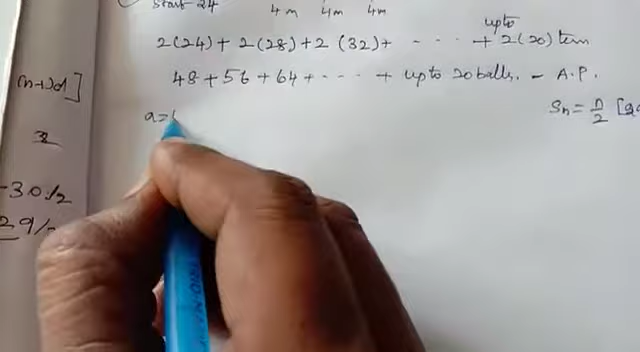 Start 24
4m 4m 4m
upto
2(24) + 2(28) + 2 (32) + ..... + 2(20) term
48 + 56 + 64 + .... + upto 20 balls. - A.P.
Sn = n/2 [2a
a =